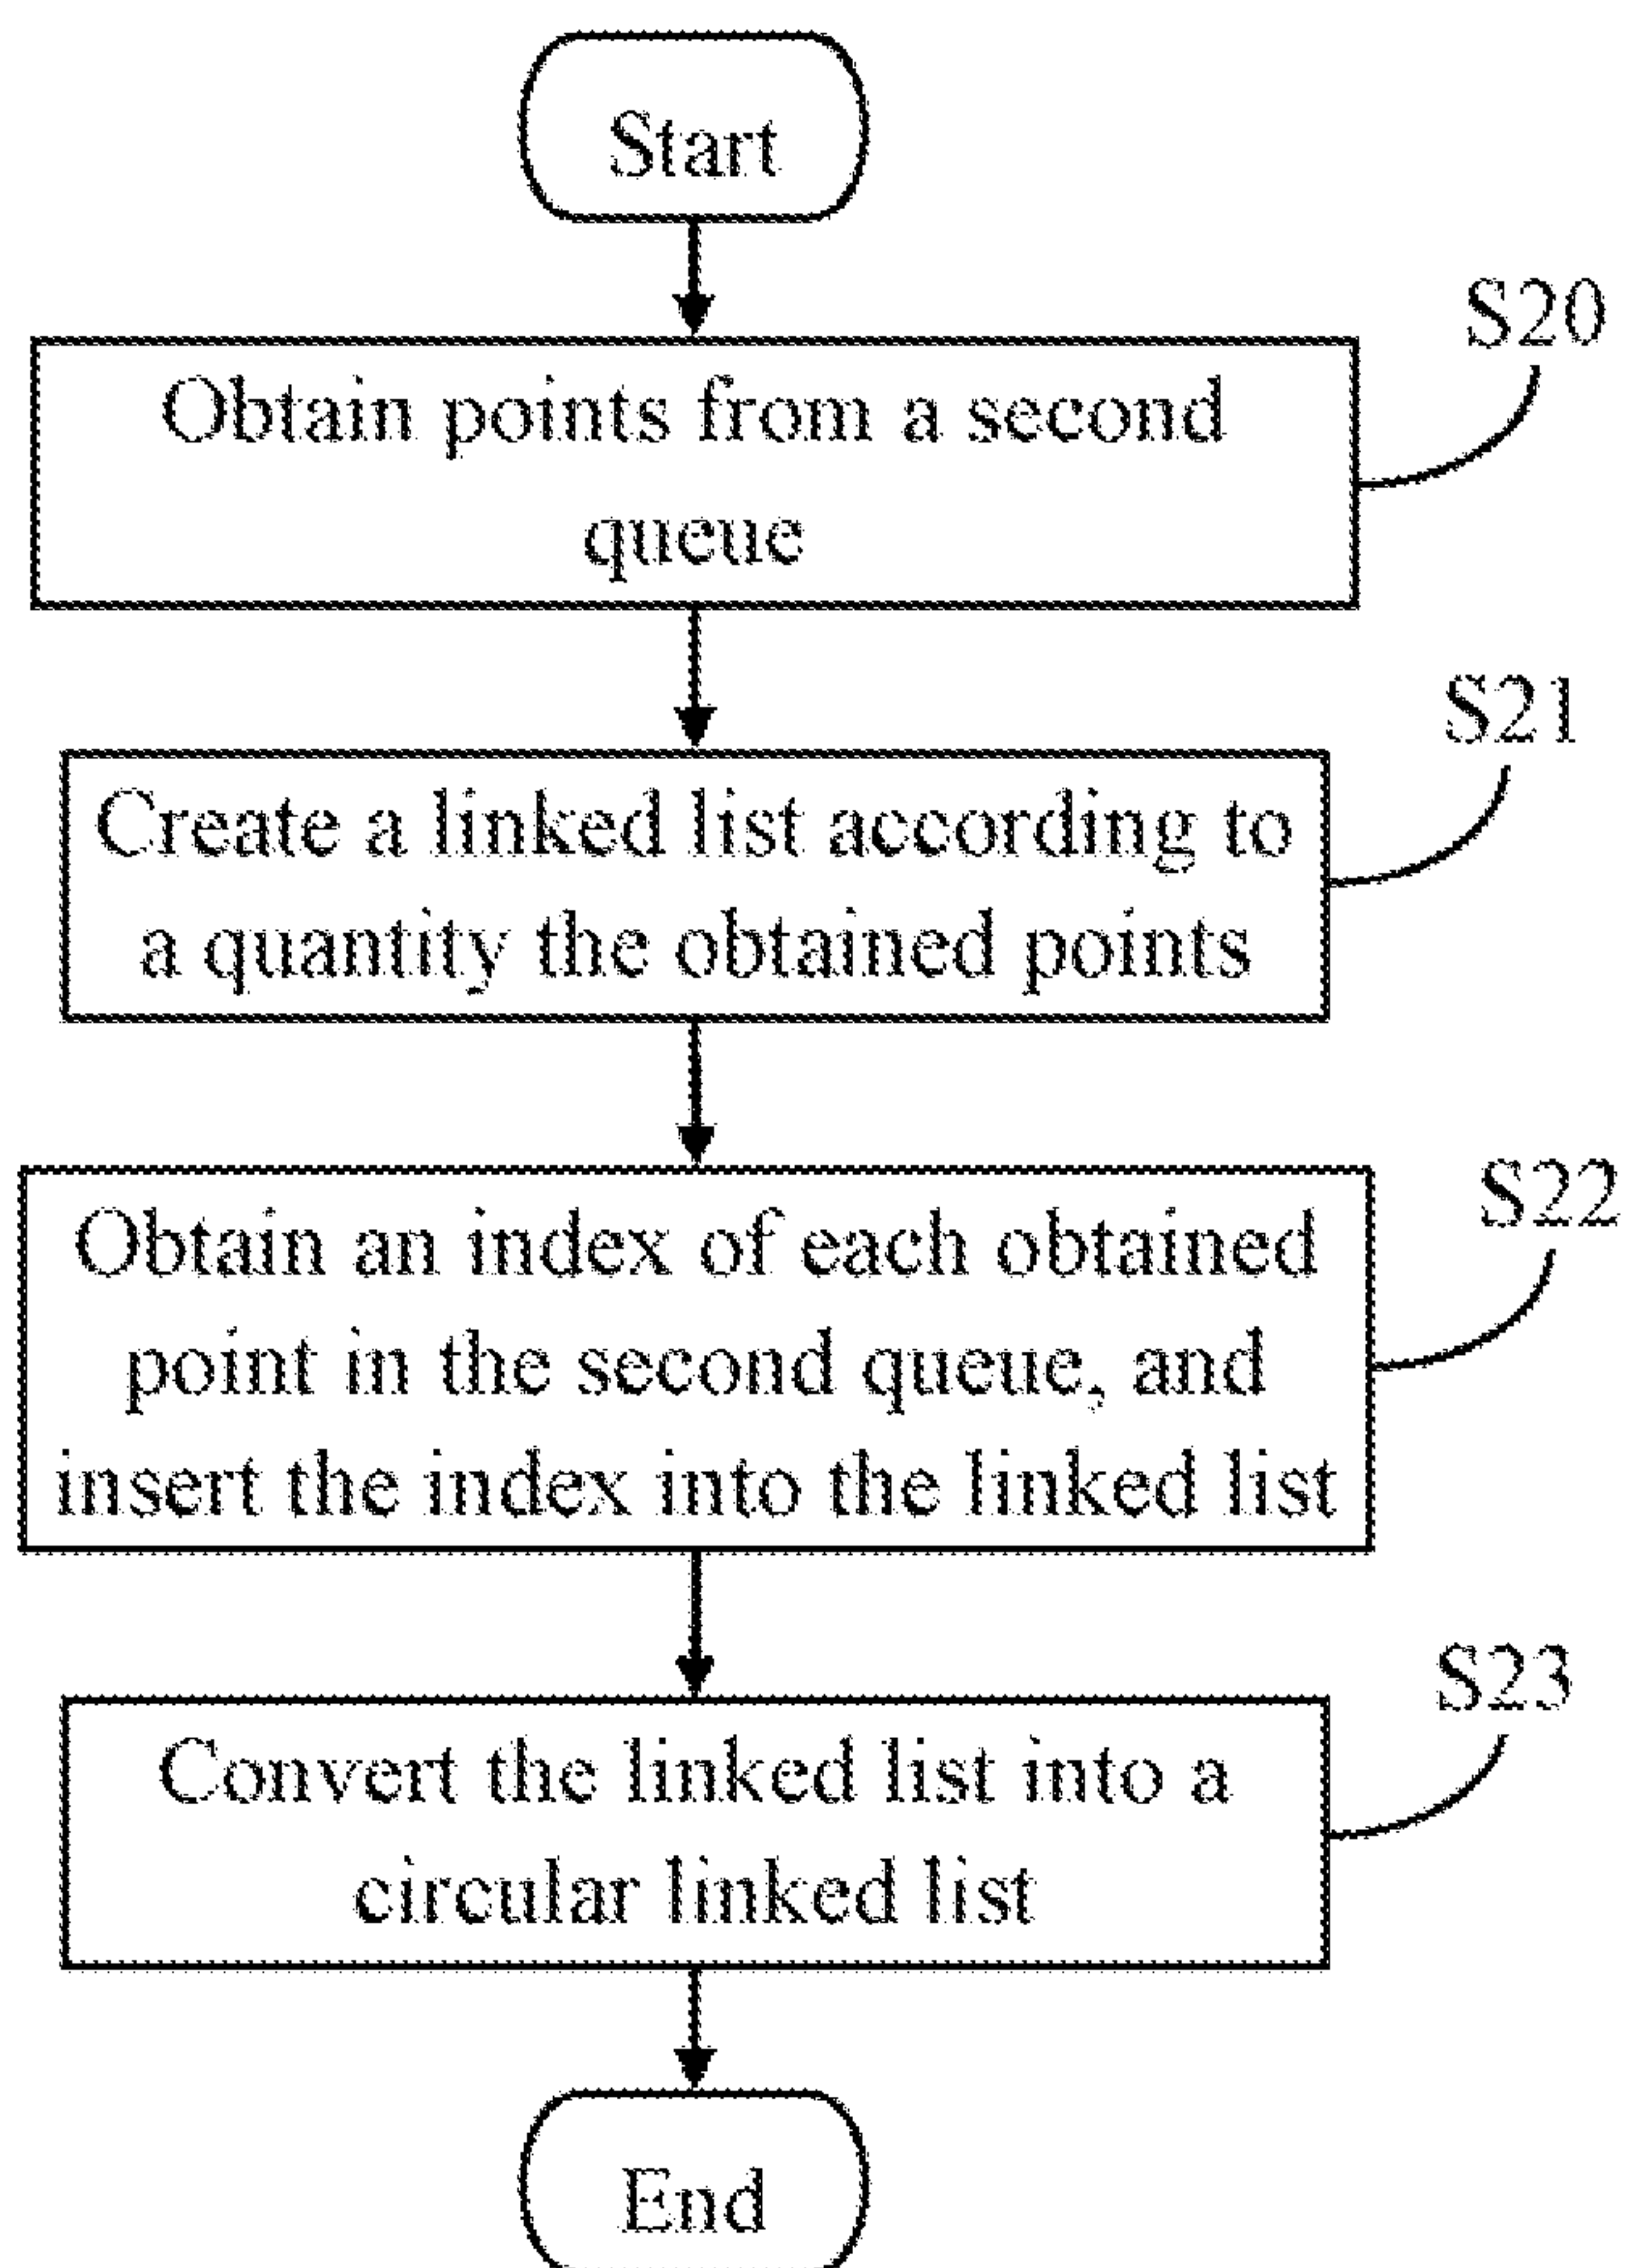 Start
S20
Obtain points from a second
queue
S21
Create a linked list according to
a quantity the obtained points
S22
Obtain an index of each obtained
point in the second queue, and
insert the index into the linked list
S23
Convert the linked list into a
circular linked list
End